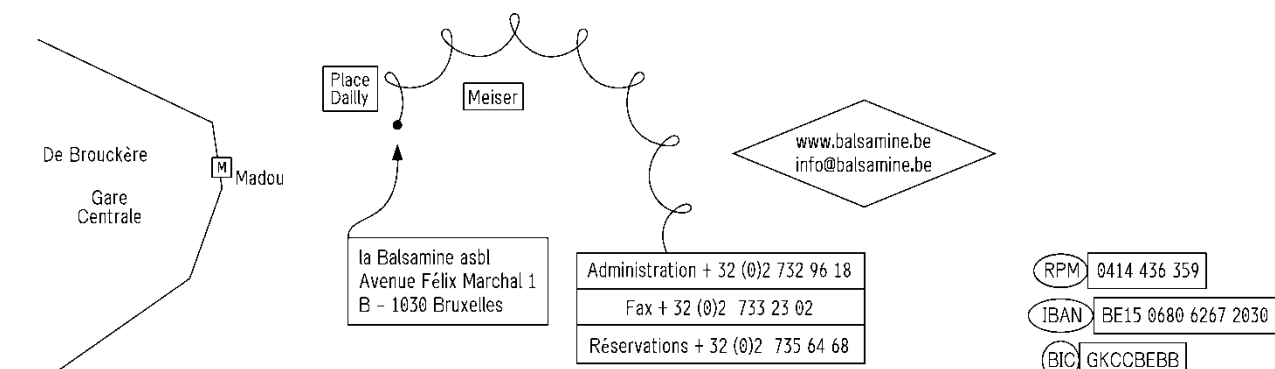 Place
Dailly
Meiser
De Brouckère
M
Madou
Gare
Centrale
www.balsamine.be
info@balsamine.be
la Balsamine asbl
Avenue Félix Marchal 1
B – 1030 Bruxelles
Administration + 32 (0)2 732 96 18
Fax + 32 (0)2 733 23 02
Réservations + 32 (0)2 735 64 68
RPM 0414 436 359
IBAN BE15 0680 6267 2030
BIC GKCCBEBB